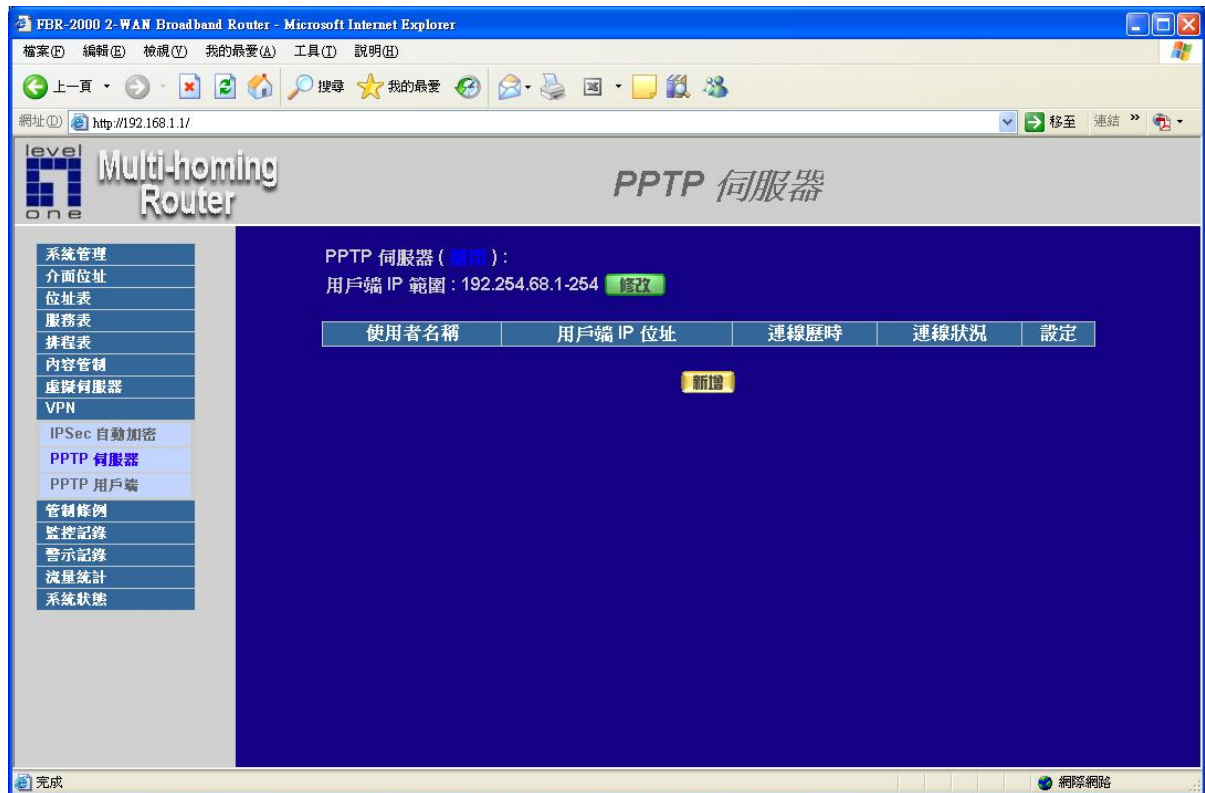 FBR-2000 2-WAN Broadband Router - Microsoft Internet Explorer
檔案(F) 編輯(E) 檢視(V) 我的最愛(A) 工具(T) 說明(H)
上一頁 搜尋 我的最愛
網址(D) http://192.168.1.1/ 移至 連結 »
level
one
Multi-homing
Router
PPTP 伺服器
系統管理
介面位址
位址表
服務表
排程表
內容管制
虛擬伺服器
VPN
IPSec 自動加密
PPTP 伺服器
PPTP 用戶端
管制條例
監控記錄
警示記錄
流量統計
系統狀態
PPTP 伺服器 ( ) :
用戶端 IP 範圍 : 192.254.68.1-254 修改
使用者名稱 用戶端 IP 位址 連線歷時 連線狀況 設定
新增
完成 網際網路